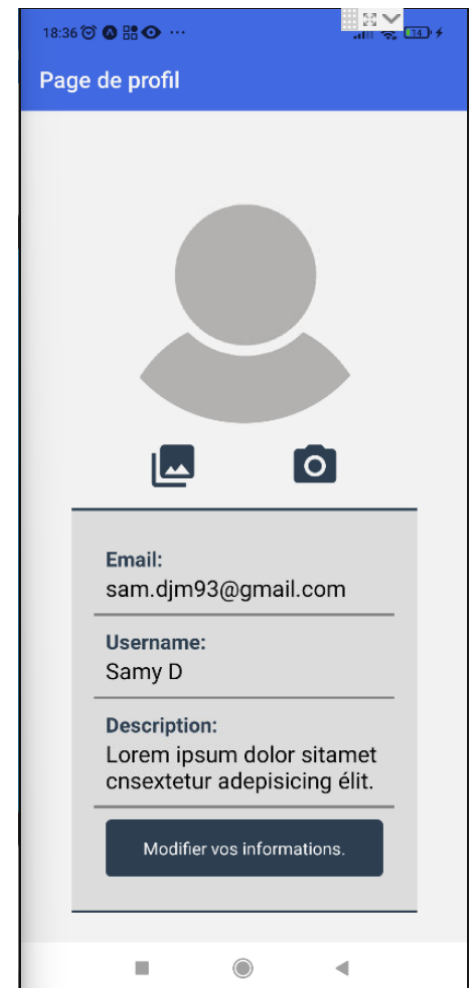 18:36
14
Page de profil
Email:
sam.djm93@gmail.com
Username:
Samy D
Description:
Lorem ipsum dolor sitamet
cnsextetur adepisicing élit.
Modifier vos informations.